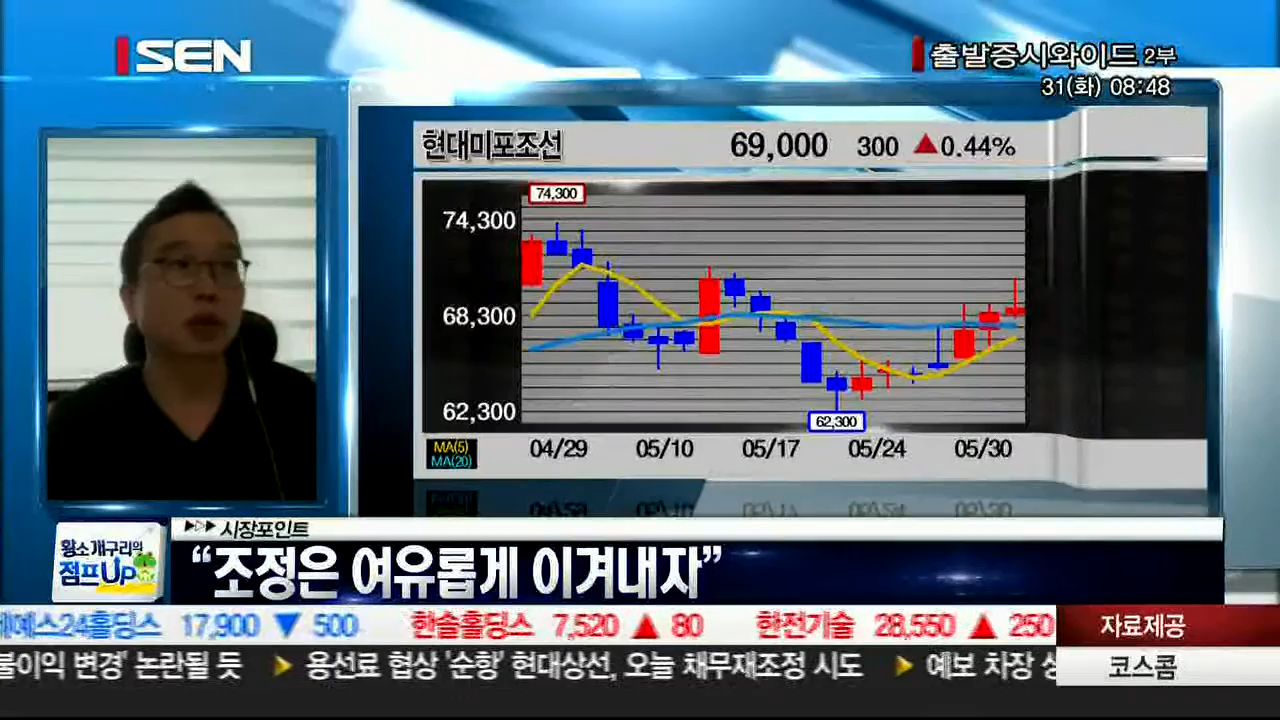 SEN
출발증시와이드 2부
31(화) 08:48
현대미포조선 69,000 300 ▲0.44%
74,300
74,300
68,300
62,300
62,300
MA(5)
MA(20)
04/29 05/10 05/17 05/24 05/30
황소개구리의
점프UP
시장포인트
“조정은 여유롭게 이겨내자”
예스24홀딩스 17,900 ▼ 500 한솔홀딩스 7,520 ▲ 80 한전기술 28,550 ▲ 250
자료제공
불이익 변경' 논란될 듯 ▶ 용선료 협상 '순항' 현대상선, 오늘 채무재조정 시도 ▶ 예보 차장
코스콤